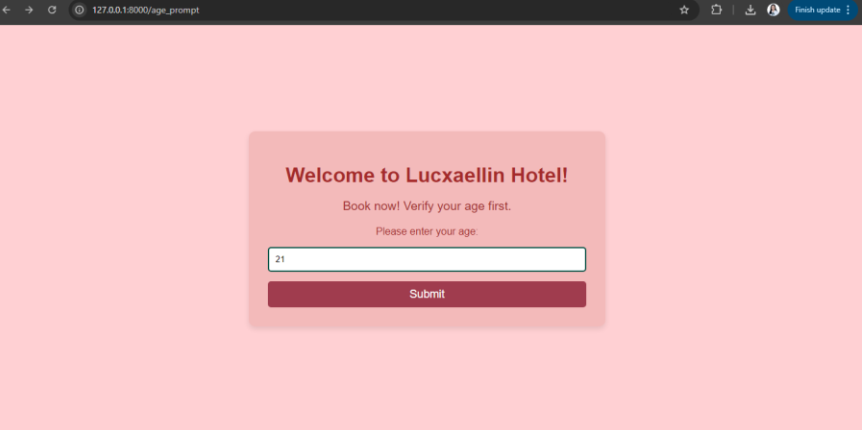 127.0.0.1:8000/age_prompt
Finish update
Welcome to Lucxaellin Hotel!
Book now! Verify your age first.
Please enter your age:
21
Submit